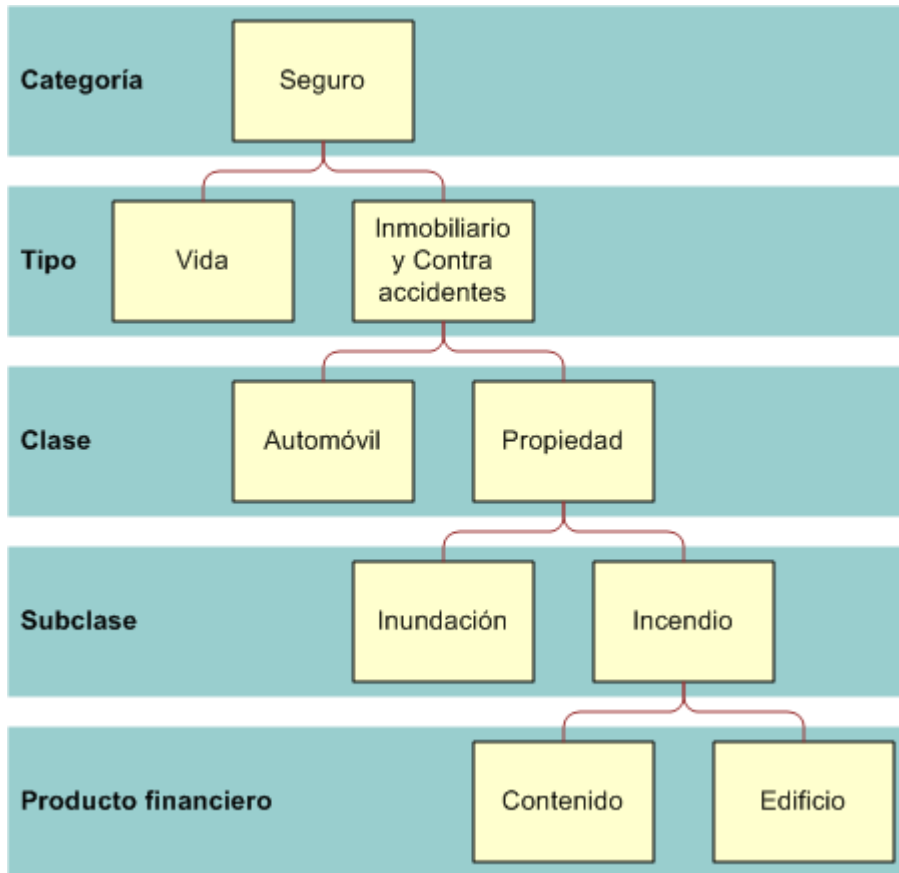 Categoría
Seguro
Tipo
Vida
Inmobiliario
y Contra
accidentes
Clase
Automóvil
Propiedad
Subclase
Inundación
Incendio
Producto financiero
Contenido
Edificio